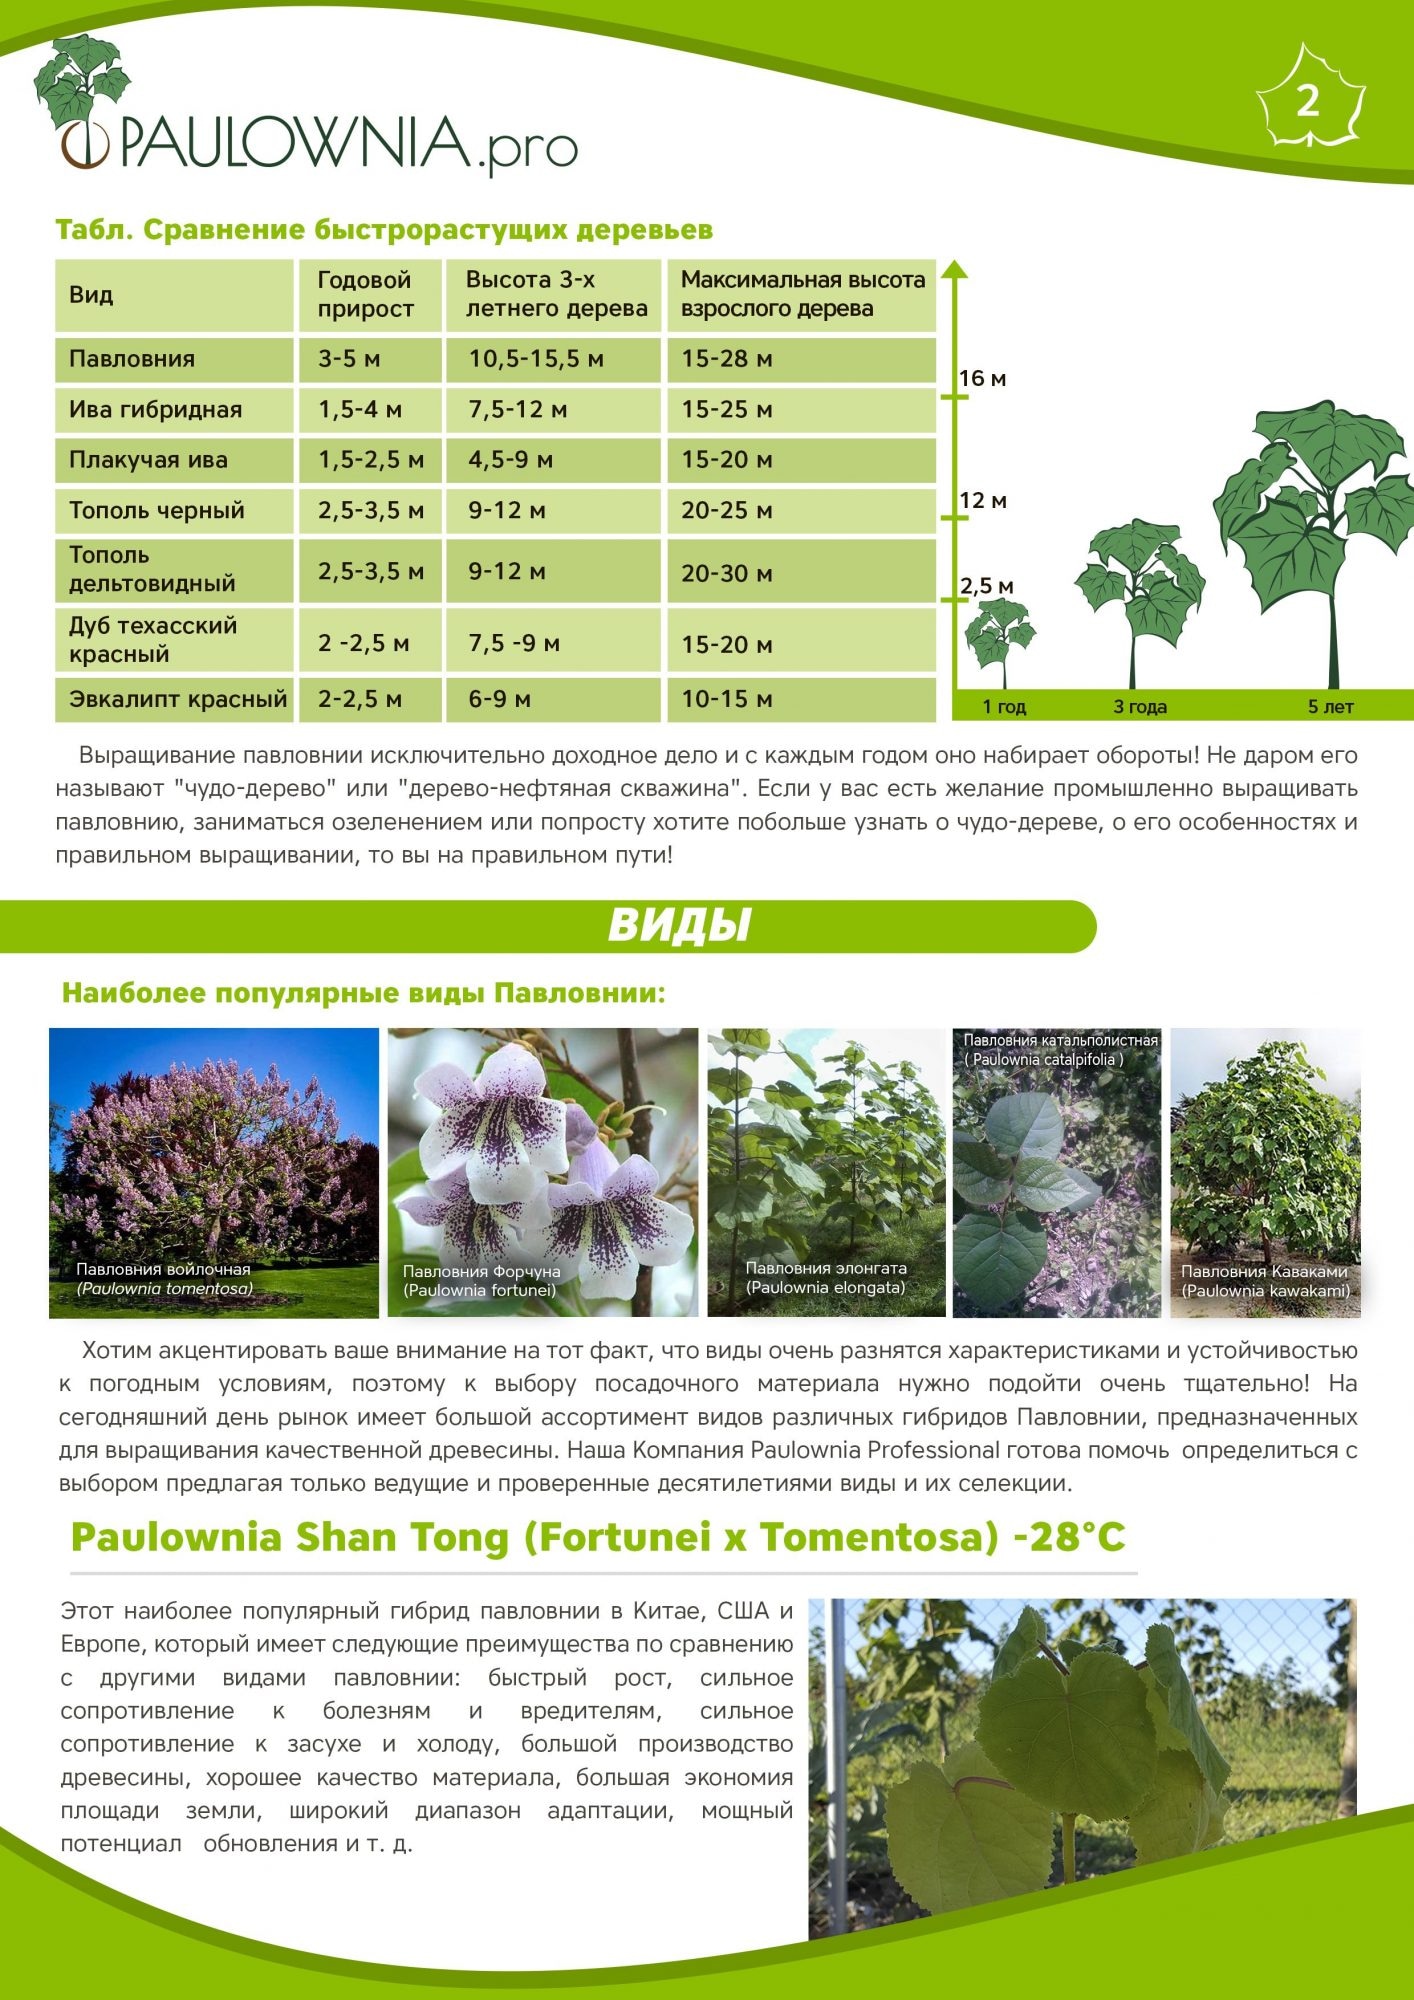 2
PAULOWNIA.pro
Табл. Сравнение быстрорастущих деревьев
Вид
Годовой
прирост
Высота 3-х
летнего дерева
Максимальная высота
взрослого дерева
Павловния 3-5 м 10,5-15,5 м 15-28 м
Ива гибридная 1,5-4 м 7,5-12 м 15-25 м
Плакучая ива 1,5-2,5 м 4,5-9 м 15-20 м
Тополь черный 2,5-3,5 м 9-12 м 20-25 м
Тополь
дельтовидный 2,5-3,5 м 9-12 м 20-30 м
Дуб техасский
красный 2 -2,5 м 7,5 -9 м 15-20 м
Эвкалипт красный 2-2,5 м 6-9 м 10-15 м
16 м
12 м
2,5 м
1 год 3 года 5 лет
Выращивание павловнии исключительно доходное дело и с каждым годом оно набирает обороты! Не даром его
называют "чудо-дерево" или "дерево-нефтяная скважина". Если у вас есть желание промышленно выращивать
павловнию, заниматься озеленением или попросту хотите побольше узнать о чудо-дереве, о его особенностях и
правильном выращивании, то вы на правильном пути!
ВИДЫ
Наиболее популярные виды Павловнии:
Павловния войлочная
(Paulownia tomentosa)
Павловния Форчуна
(Paulownia fortunei)
Павловния элонгата
(Paulownia elongata)
Павловния катальполистная
( Paulownia catalpifolia )
Павловния Каваками
(Paulownia kawakami)
Хотим акцентировать ваше внимание на тот факт, что виды очень разнятся характеристиками и устойчивостью
к погодным условиям, поэтому к выбору посадочного материала нужно подойти очень тщательно! На
сегодняшний день рынок имеет большой ассортимент видов различных гибридов Павловнии, предназначенных
для выращивания качественной древесины. Наша Компания Paulownia Professional готова помочь определиться с
выбором предлагая только ведущие и проверенные десятилетиями виды и их селекции.
Paulownia Shan Tong (Fortunei x Tomentosa) -28°C
Этот наиболее популярный гибрид павловнии в Китае, США и
Европе, который имеет следующие преимущества по сравнению
с другими видами павловнии: быстрый рост, сильное
сопротивление к болезням и вредителям, сильное
сопротивление к засухе и холоду, большой производство
древесины, хорошее качество материала, большая экономия
площади земли, широкий диапазон адаптации, мощный
потенциал обновления и т. д.